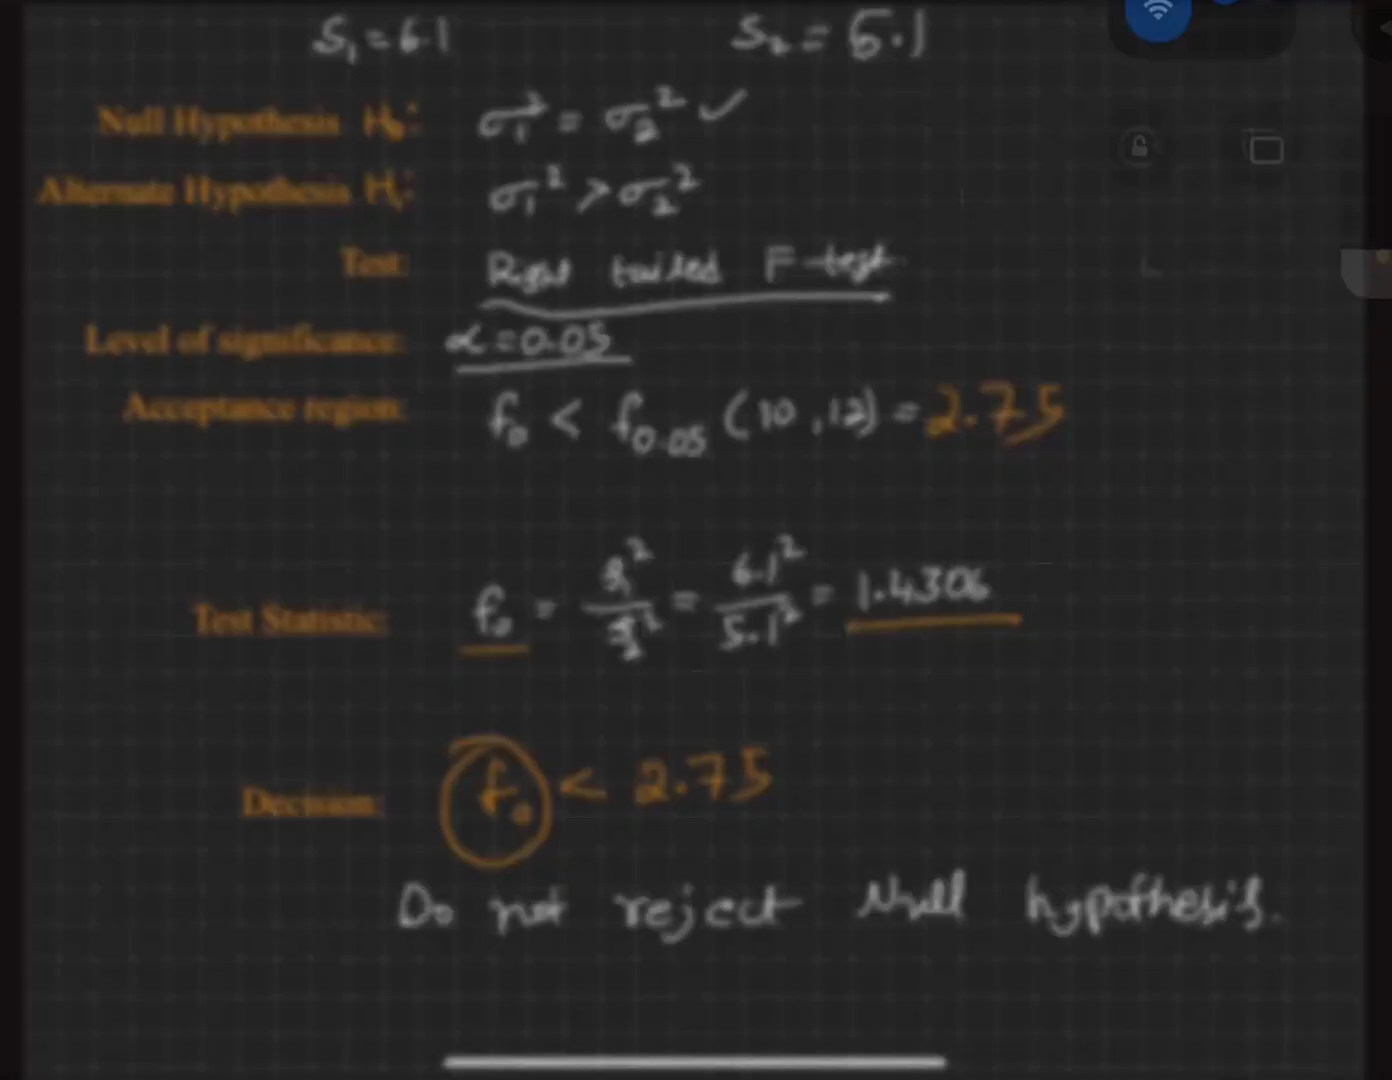 S₁ = 6.1 S₂ = 5.1
Null Hypothesis H₀: σ₁² = σ₂² ✓
Alternate Hypothesis H₁: σ₁² > σ₂²
Test: Right tailed F-test
Level of significance: α = 0.05
Acceptance region: f₀ < f₀.₀₅ (10, 12) = 2.75
Test Statistic: f₀ = S₁²/S₂² = 6.1²/5.1² = 1.4306
Decision: f₀ < 2.75
Do not reject Null hypothesis.